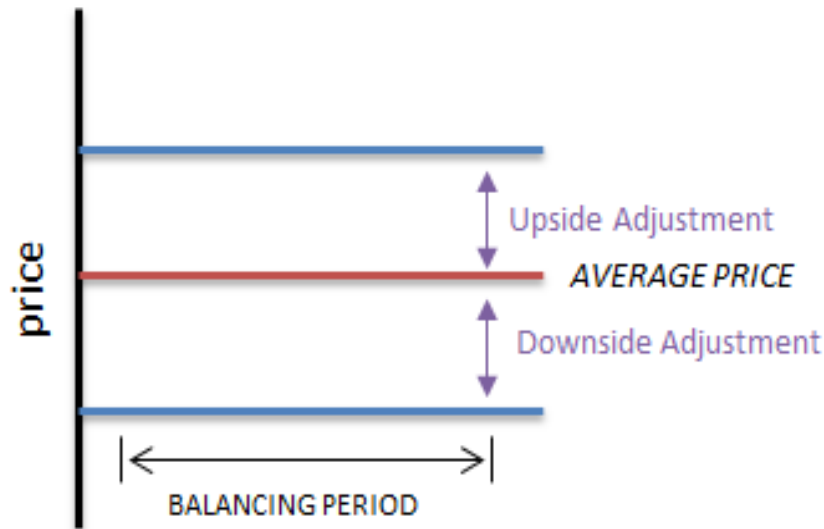 price
Upside Adjustment
AVERAGE PRICE
Downside Adjustment
BALANCING PERIOD